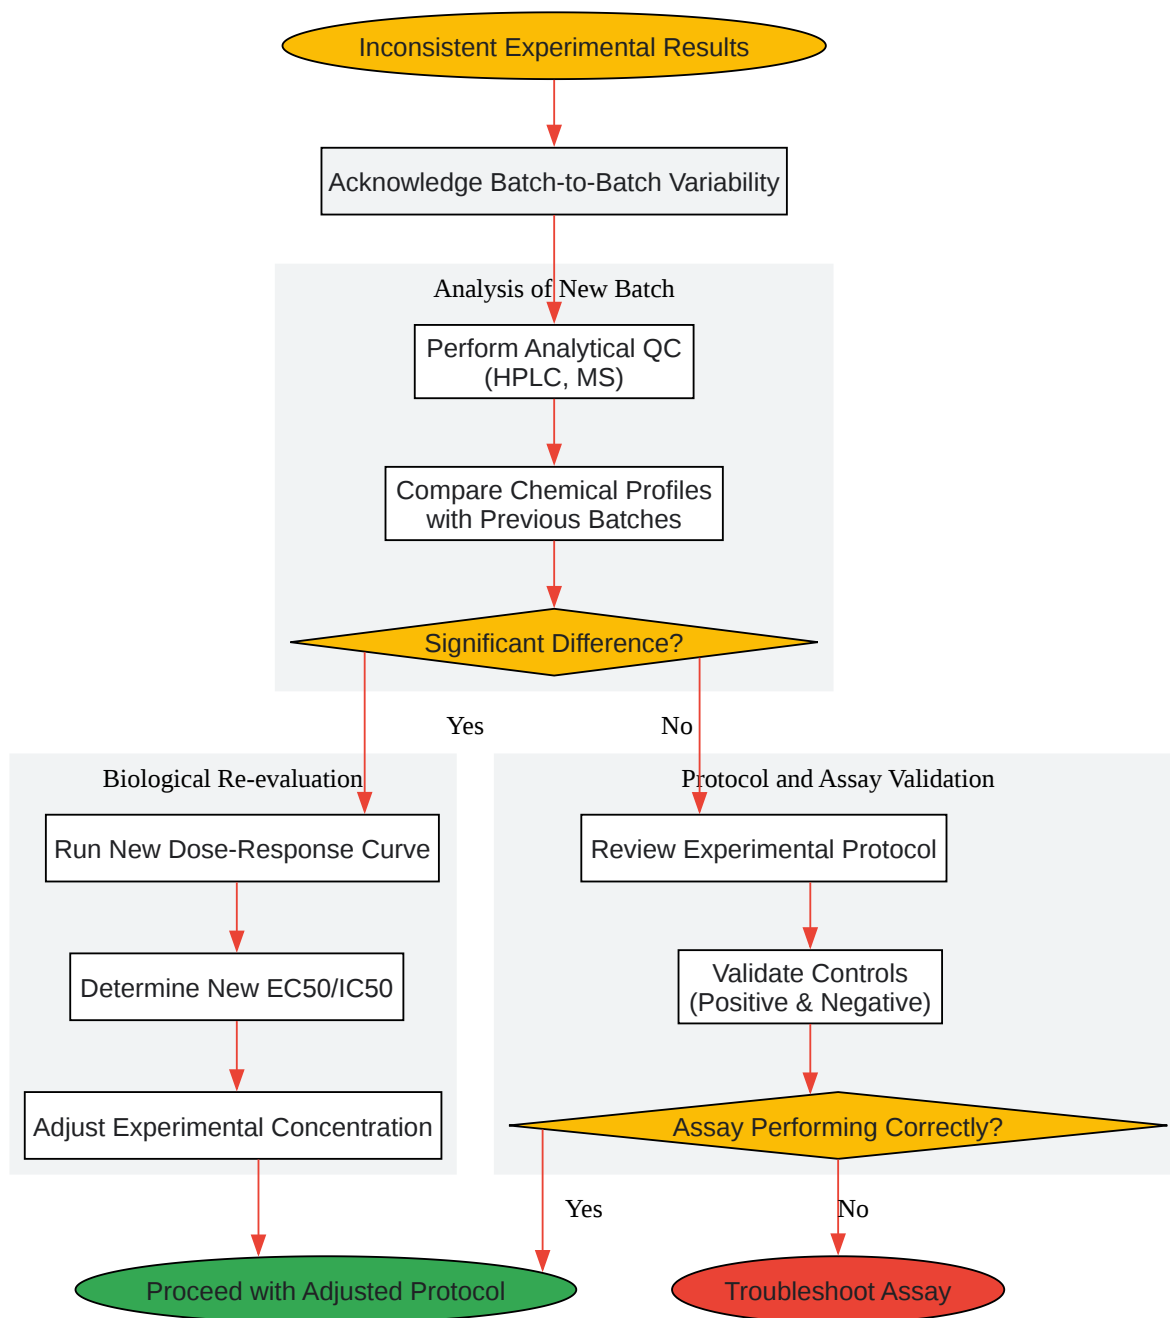 Inconsistent Experimental Results
Acknowledge Batch-to-Batch Variability
Analysis of New Batch
Perform Analytical QC
(HPLC, MS)
Compare Chemical Profiles
with Previous Batches
Significant Difference?
Yes
No
Biological Re-evaluation
Run New Dose-Response Curve
Determine New EC50/IC50
Adjust Experimental Concentration
Protocol and Assay Validation
Review Experimental Protocol
Validate Controls
(Positive & Negative)
Assay Performing Correctly?
Yes
No
Proceed with Adjusted Protocol
Troubleshoot Assay